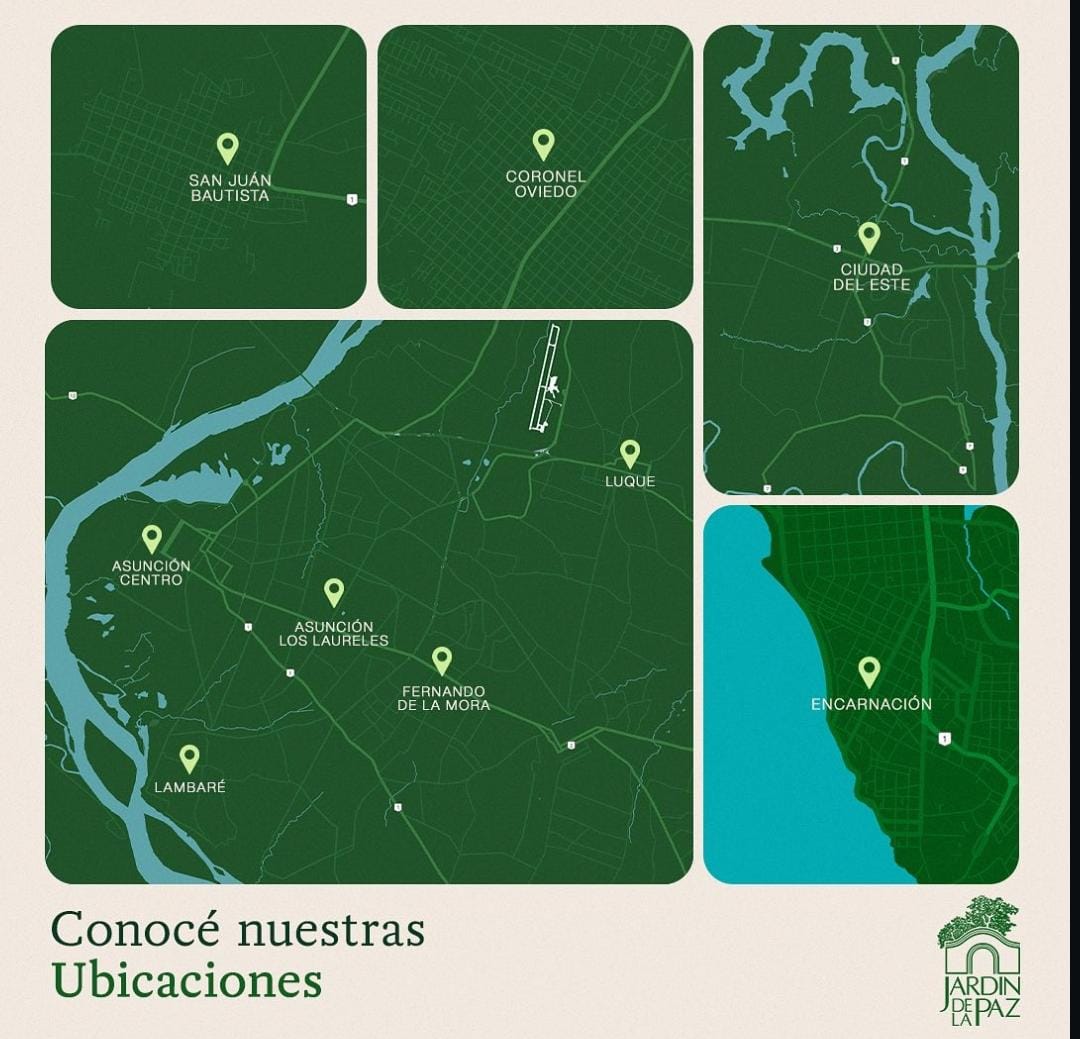 SAN JUÁN
BAUTISTA
1
CORONEL
OVIEDO
CIUDAD
DEL ESTE
LUQUE
ASUNCIÓN
CENTRO
ASUNCIÓN
LOS LAURELES
FERNANDO
DE LA MORA
LAMBARÉ
ENCARNACIÓN
1
Conocé nuestras
Ubicaciones
JARDIN
DE
LA PAZ